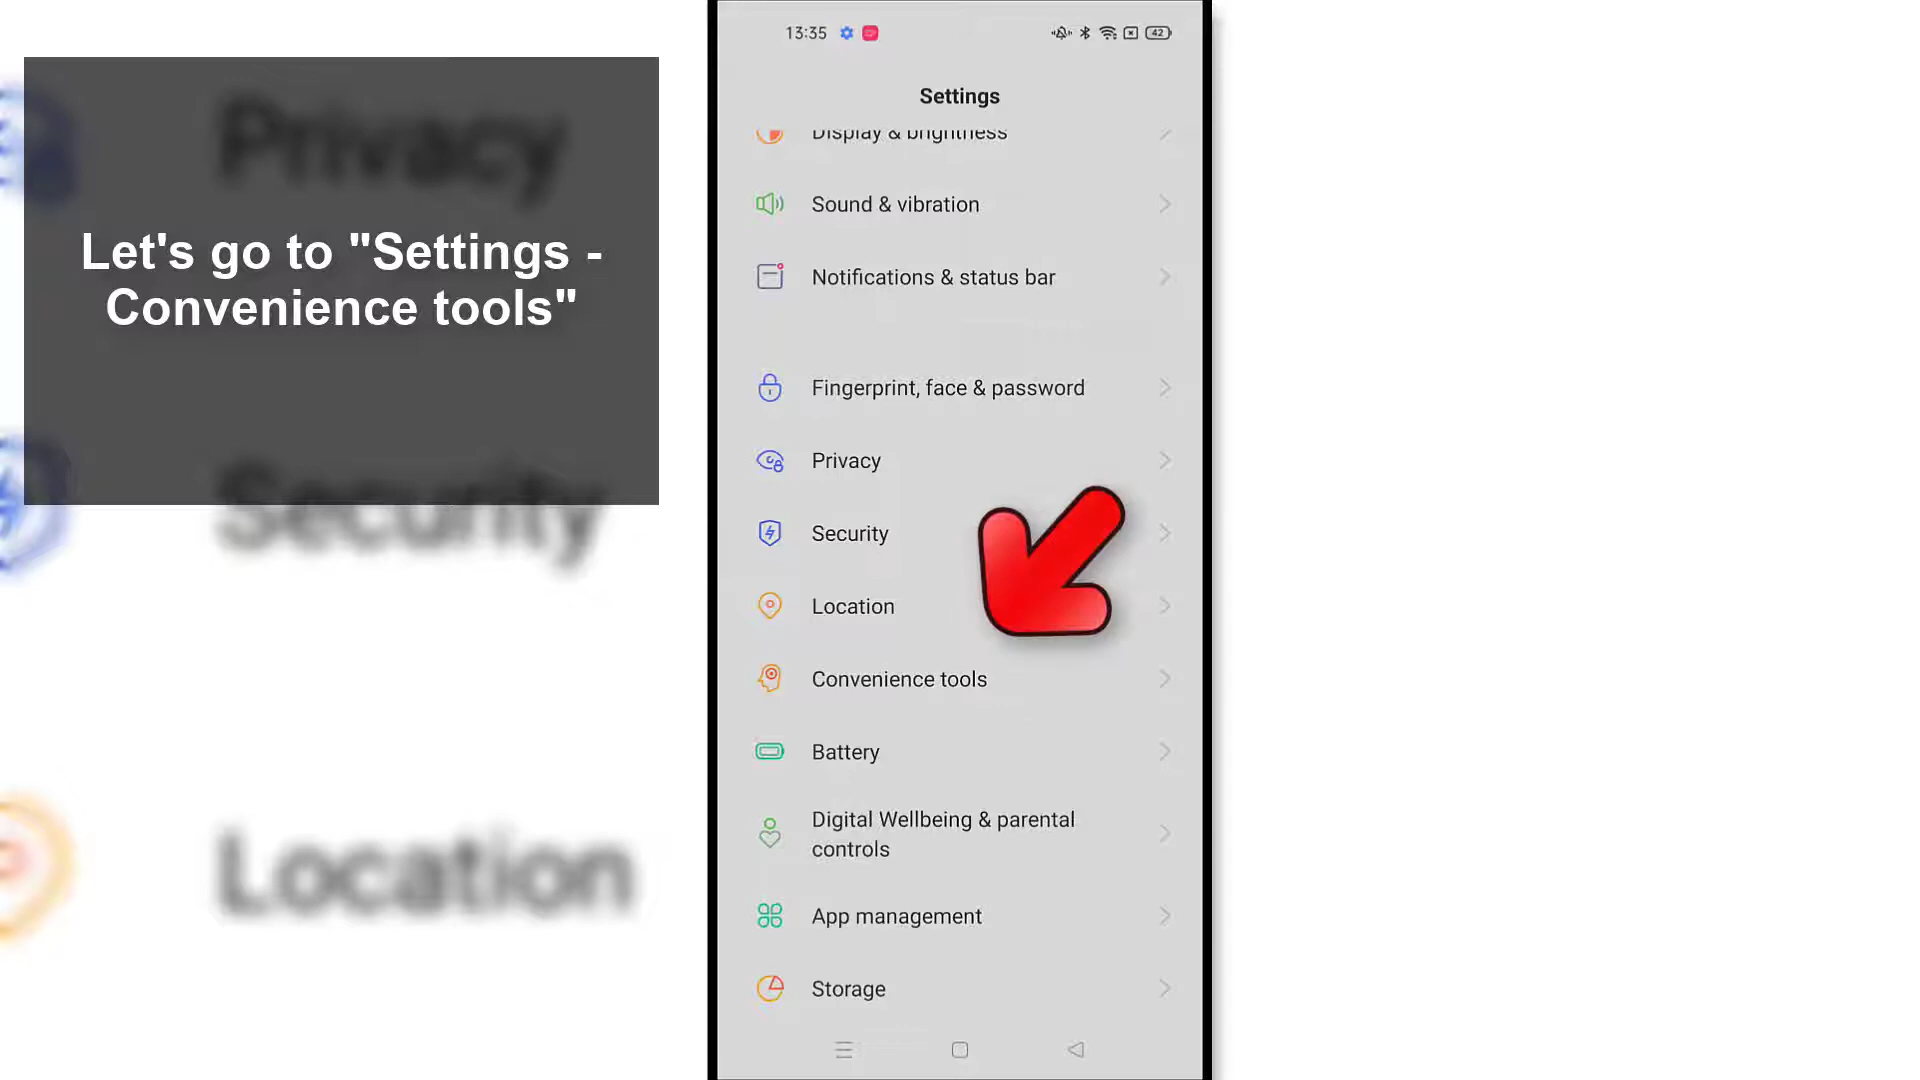 Privacy
Let's go to "Settings -
Convenience tools"
Security
Location
13:35
42
Settings
Display & brightness
Sound & vibration
Notifications & status bar
Fingerprint, face & password
Privacy
Security
Location
Convenience tools
Battery
Digital Wellbeing & parental
controls
App management
Storage